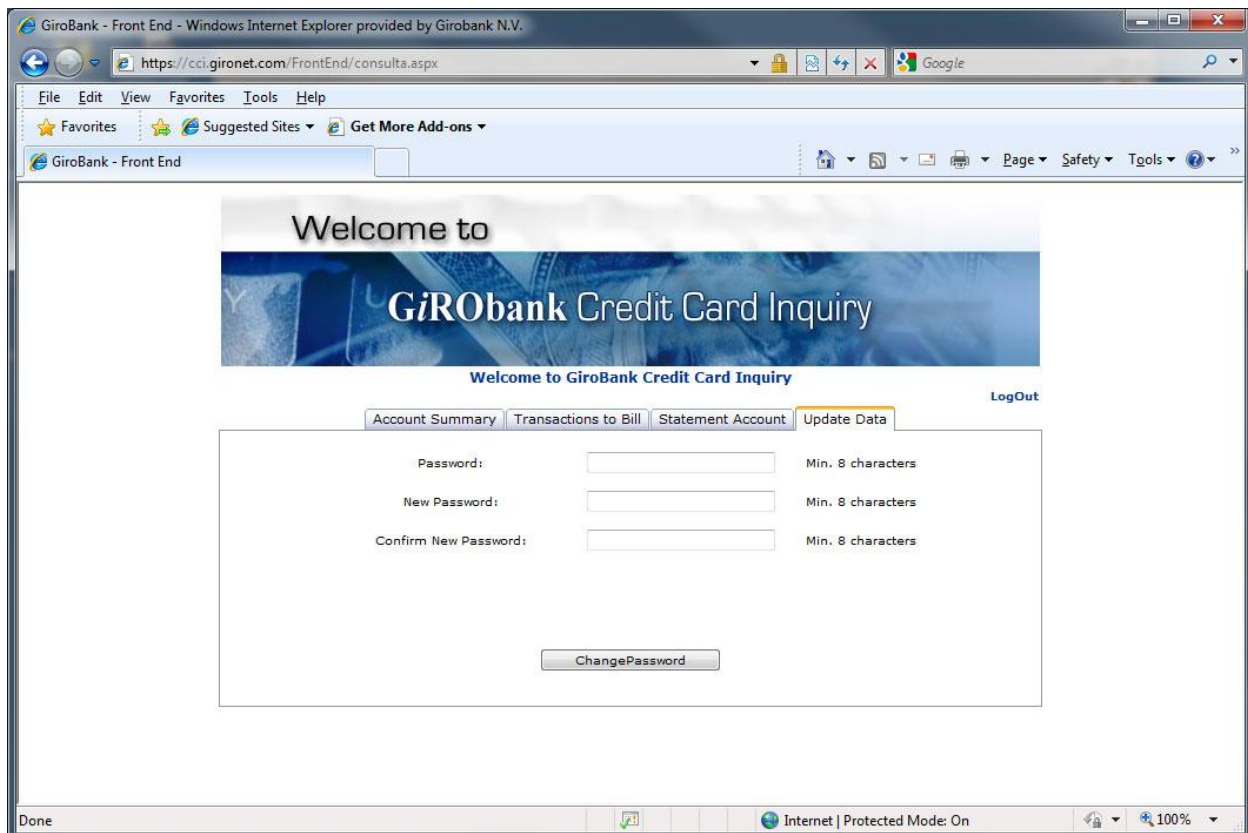 GiroBank - Front End - Windows Internet Explorer provided by Girobank N.V.
https://cci.gironet.com/FrontEnd/consulta.aspx Google
File Edit View Favorites Tools Help
Favorites Suggested Sites Get More Add-ons
GiroBank - Front End Page Safety Tools »
Welcome to
GiRObank Credit Card Inquiry
Welcome to GiroBank Credit Card Inquiry
LogOut
Account Summary Transactions to Bill Statement Account Update Data
Password: Min. 8 characters
New Password: Min. 8 characters
Confirm New Password: Min. 8 characters
ChangePassword
Done Internet | Protected Mode: On 100%